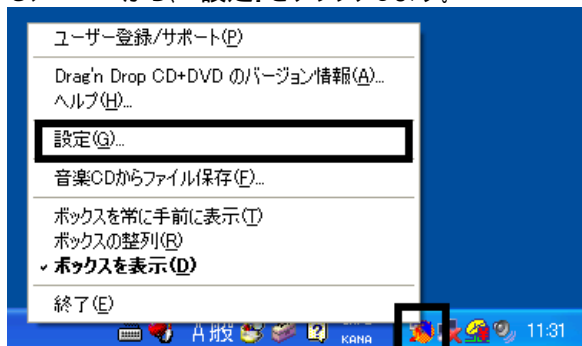 ユーザー登録/サポート(P)
Drag'n Drop CD+DVD のバージョン情報(A)...
ヘルプ(H)...
設定(G)...
音楽CDからファイル保存(F)...
ボックスを常に手前に表示(T)
ボックスの整列(R)
ボックスを表示(D)
終了(E)
A 般
KANA
11:31